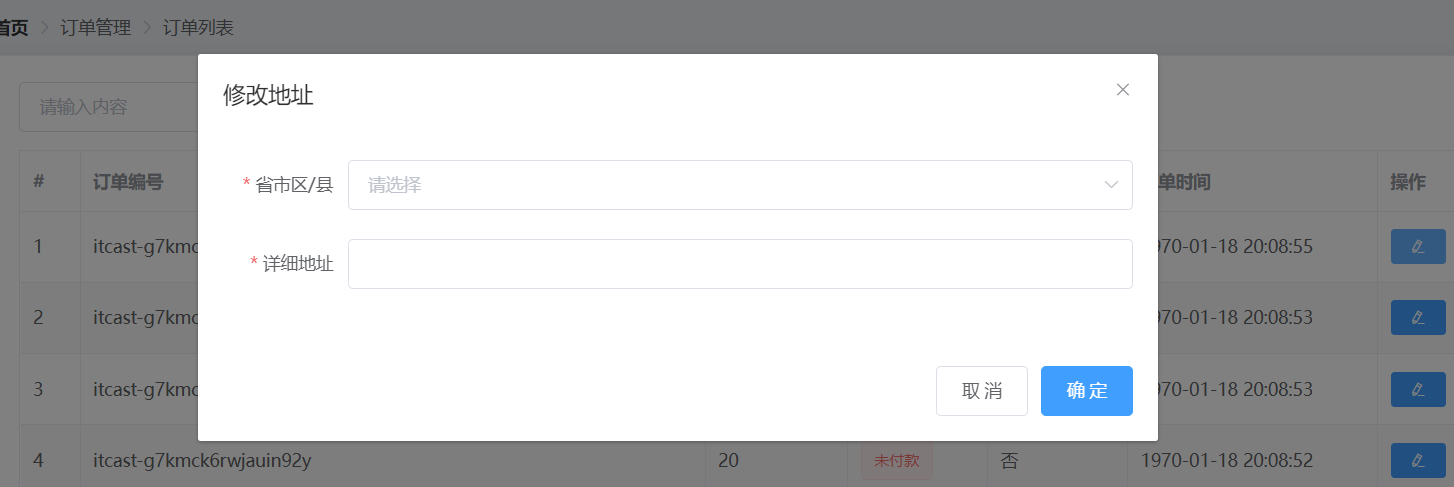 首页 > 订单管理 > 订单列表
修改地址
请输入内容
* 省市区/县 请选择
* 详细地址
取消 确定
# 订单编号 单时间 操作
1 itcast-g7kmc 970-01-18 20:08:55
2 itcast-g7kmc 970-01-18 20:08:53
3 itcast-g7kmc 970-01-18 20:08:53
4 itcast-g7kmck6rwjauin92y 20 未付款 否 1970-01-18 20:08:52